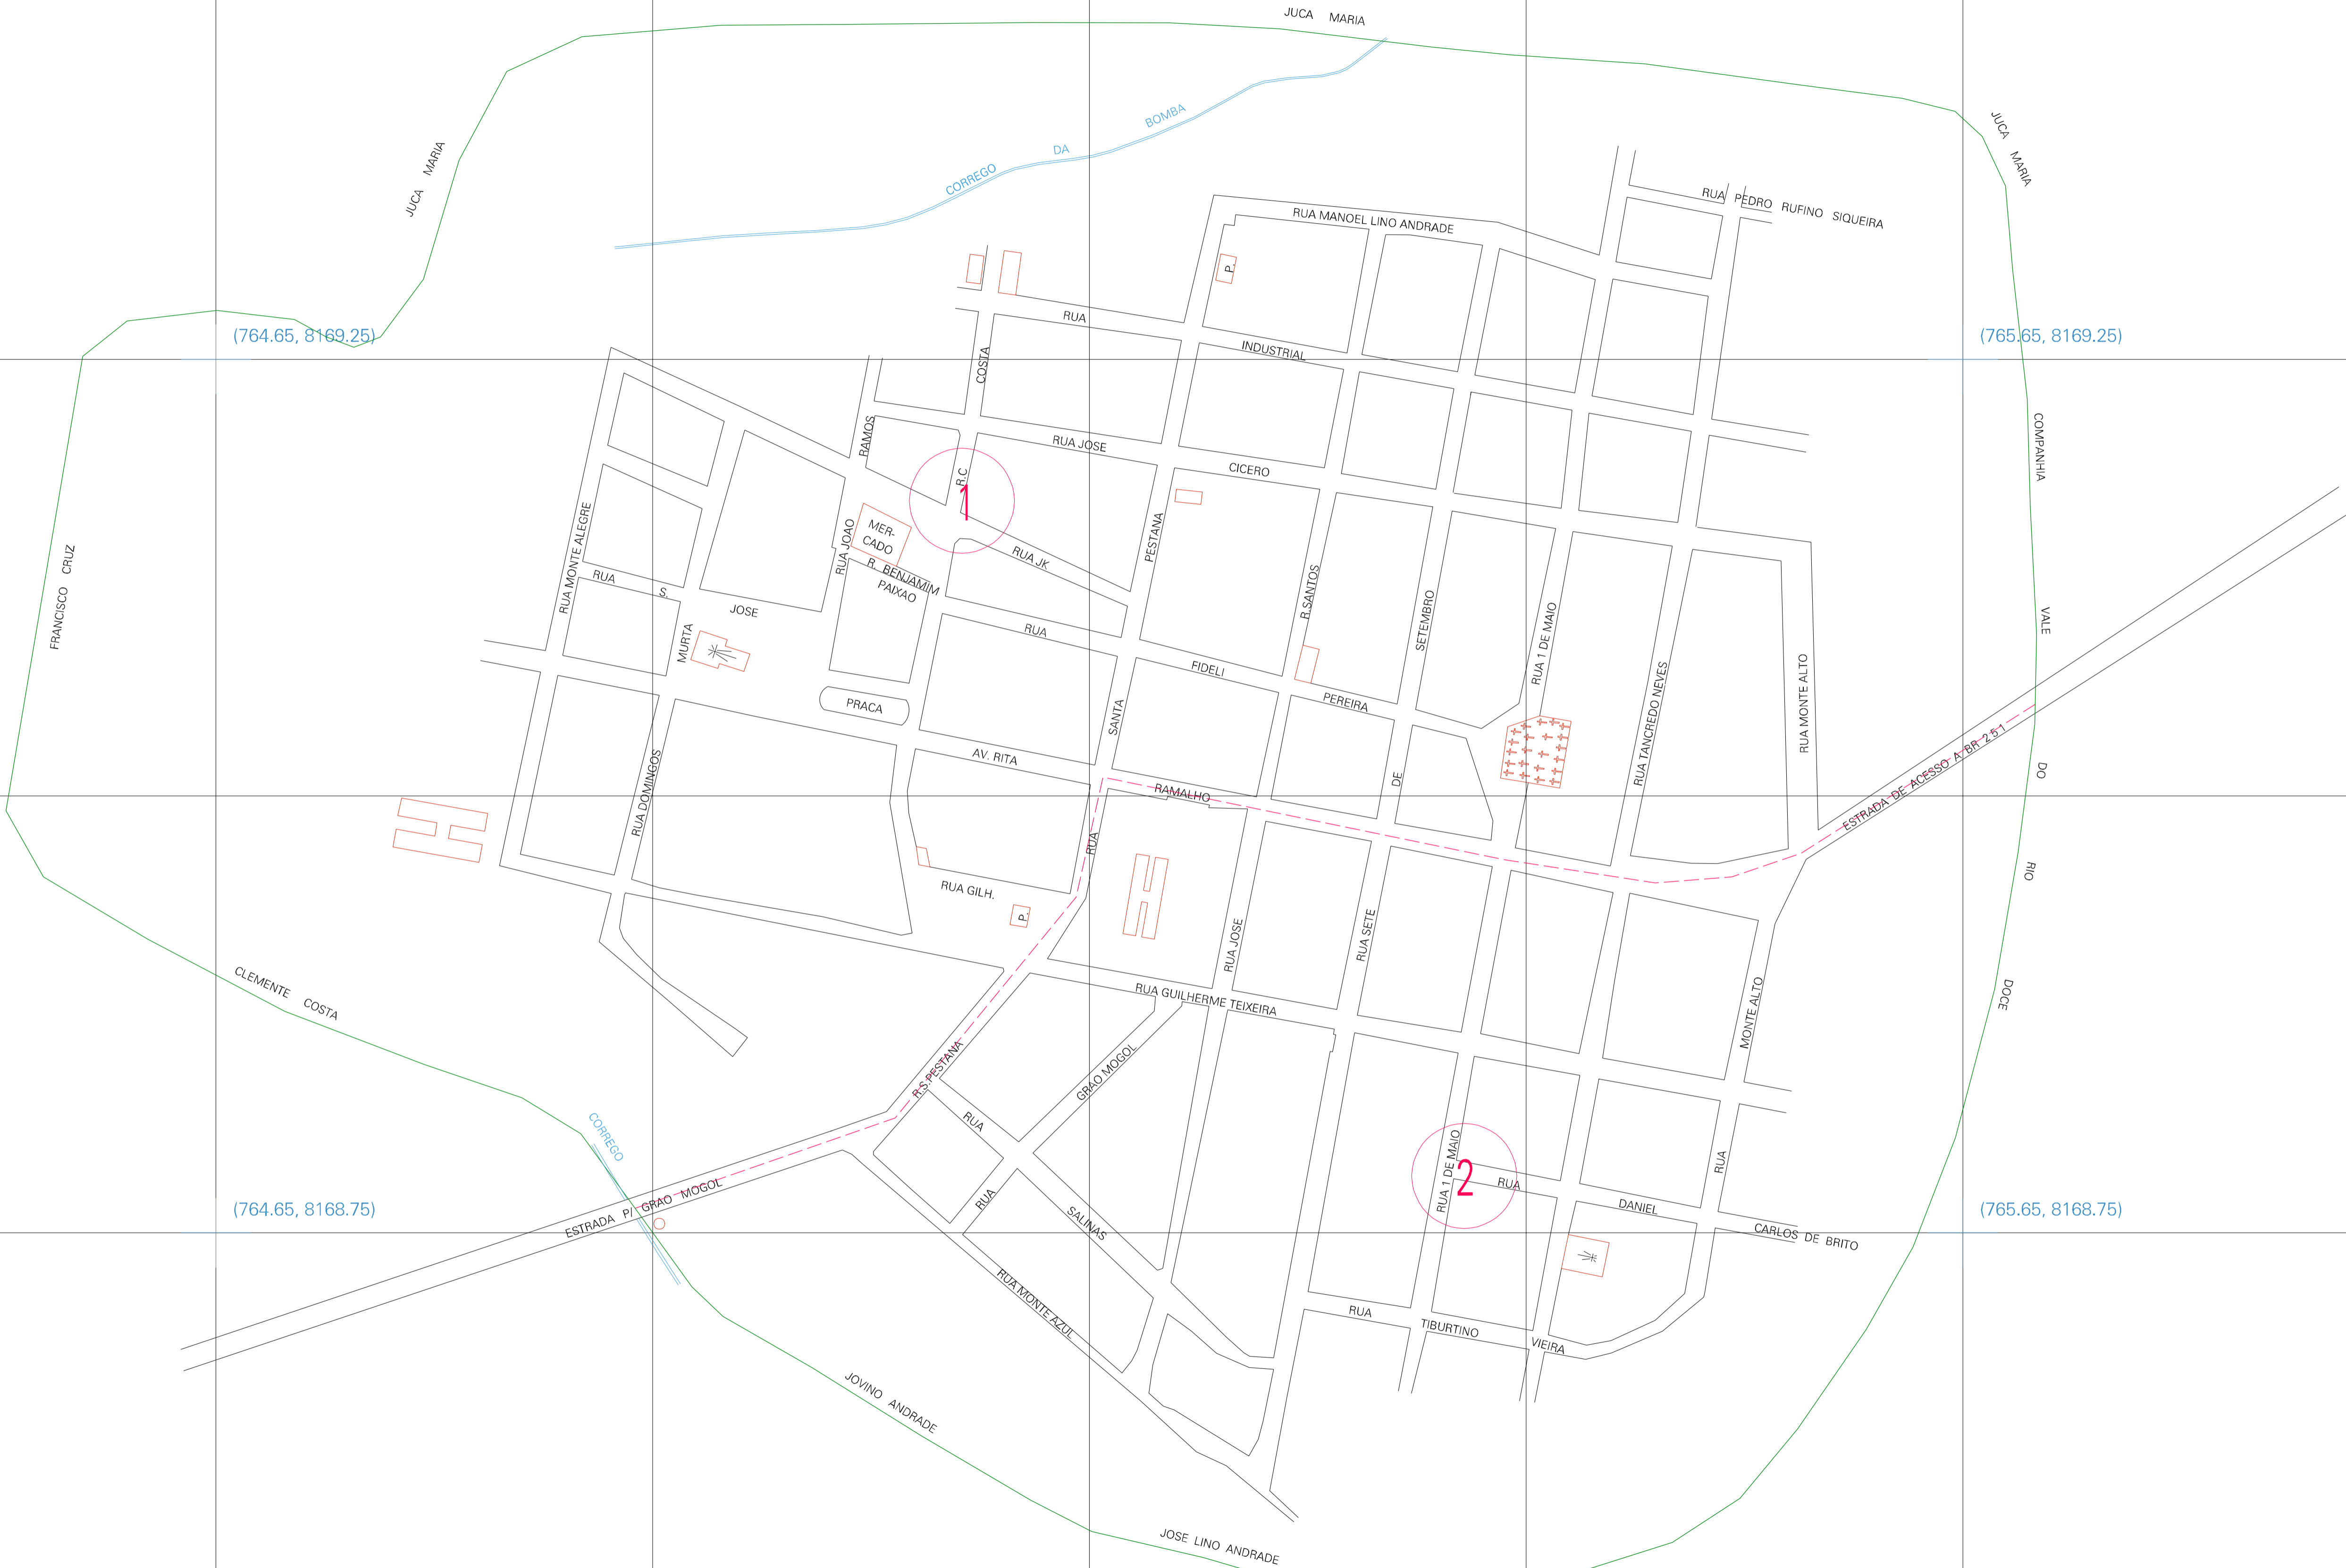 JUCA MARIA
JUCA MARIA
JUCA MARIA
CORREGO DA BOMBA
RUA PEDRO RUFINO SIQUEIRA
RUA MANOEL LINO ANDRADE
P.
RUA INDUSTRIAL
(764.65, 8169.25)
(765.65, 8169.25)
COSTA
RAMOS
RUA JOSE CICERO
R.C
1
COMPANHIA VALE DO RIO DOCE
FRANCISCO CRUZ
RUA MONTE ALEGRE
RUA JOAO
MER-
CADO
R. BENJAMIM
PAIXAO
RUA JK
PESTANA
R.SANTOS
SETEMBRO
RUA 1 DE MAIO
RUA TANCREDO NEVES
RUA MONTE ALTO
RUA S. JOSE
MURTA
RUA FIDELI PEREIRA
PRACA
SANTA
AV. RITA RAMALHO
DE
RUA DOMINGOS
RUA
ESTRADA DE ACESSO A BR 251
RUA GILH.
P.
RUA JOSE
RUA SETE
CLEMENTE COSTA
RUA GUILHERME TEIXEIRA
MONTE ALTO
R.S.PESTANA
GRAO MOGOL
RUA
CORREGO
RUA
RUA 1 DE MAIO
2
RUA DANIEL
CARLOS DE BRITO
RUA
SALINAS
ESTRADA P/ GRAO MOGOL
(764.65, 8168.75)
(765.65, 8168.75)
RUA MONTE AZUL
RUA TIBURTINO VIEIRA
JOVINO ANDRADE
JOSE LINO ANDRADE